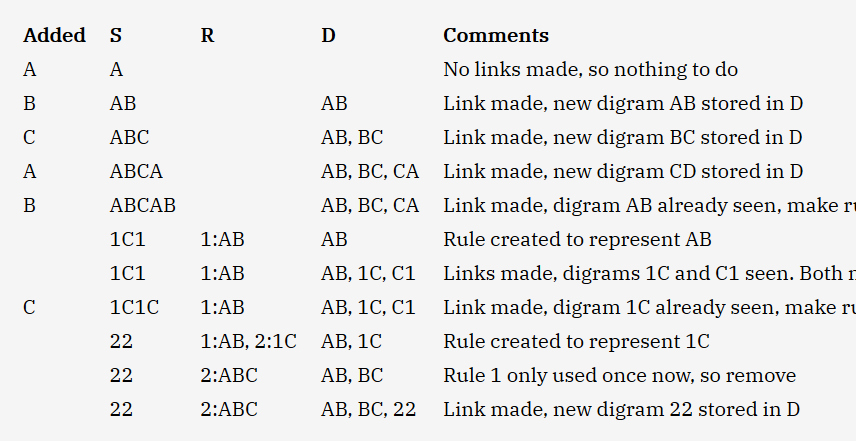 Added S R D Comments
A A No links made, so nothing to do
B AB AB Link made, new digram AB stored in D
C ABC AB, BC Link made, new digram BC stored in D
A ABCA AB, BC, CA Link made, new digram CD stored in D
B ABCAB AB, BC, CA Link made, digram AB already seen, make
1C1 1:AB AB Rule created to represent AB
1C1 1:AB AB, 1C, C1 Links made, digrams 1C and C1 seen. Both
C 1C1C 1:AB AB, 1C, C1 Link made, digram 1C already seen, make
22 1:AB, 2:1C AB, 1C Rule created to represent 1C
22 2:ABC AB, BC Rule 1 only used once now, so remove
22 2:ABC AB, BC, 22 Link made, new digram 22 stored in D